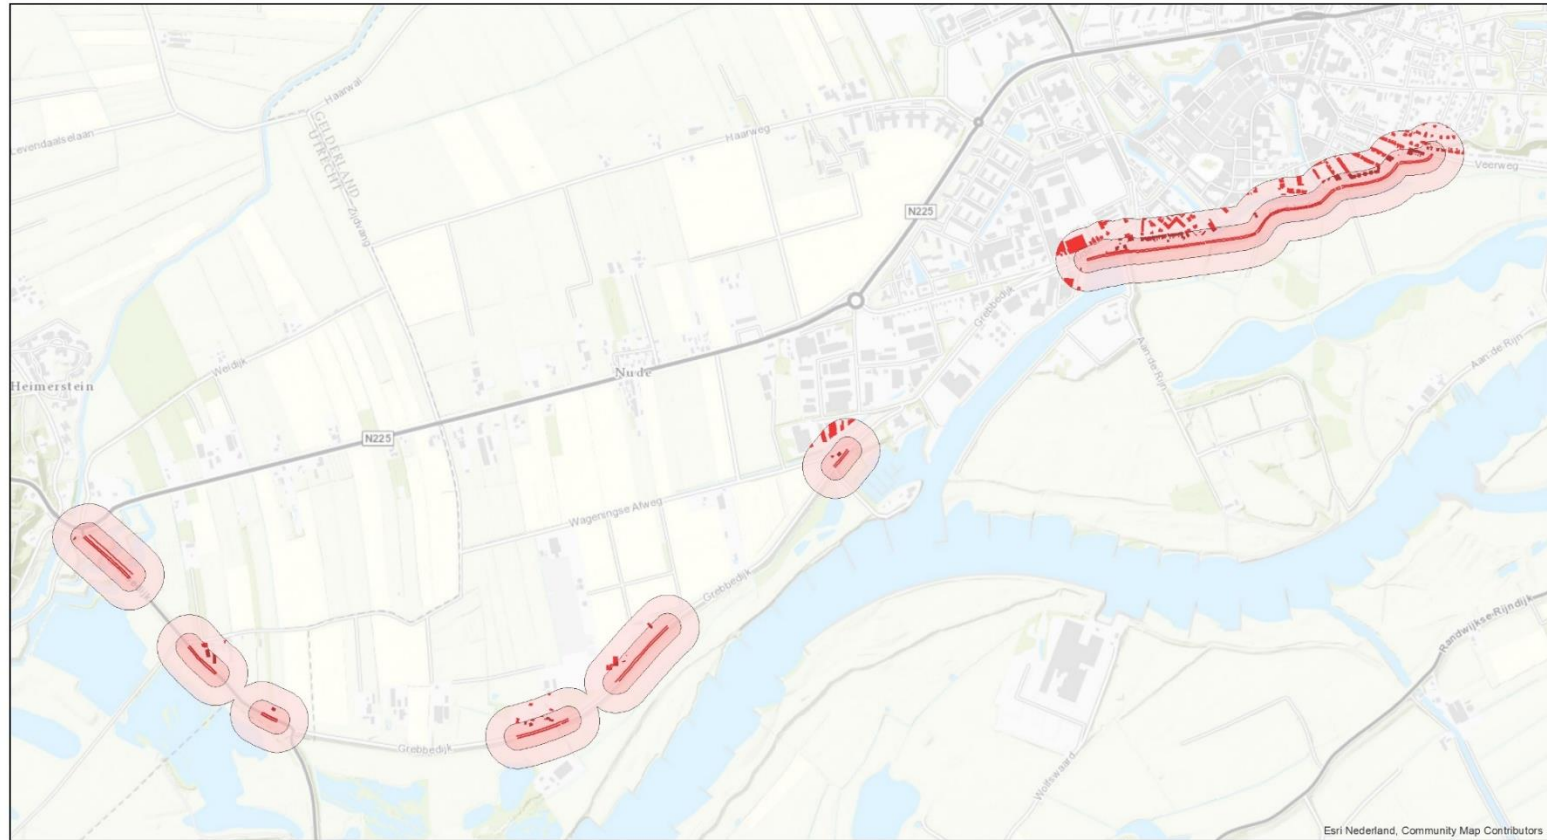 Haarwal
Levendaalselaan
GELDERLAND
UTRECHT
Zijdvang
Haarweg
Veerweg
N225
Grebbedijk
Aan de Rijn
Aan de Rijn
Weidijk
Heimerstein
Nude
N225
Wageningse Afweg
Grebbedijk
Randwijkse-Rijndijk
Grebbedijk
Wolfswaard
Esri Nederland, Community Map Contributors